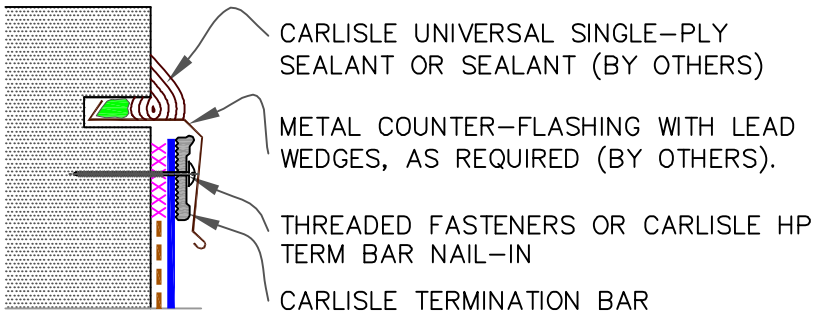 CARLISLE UNIVERSAL SINGLE-PLY
SEALANT OR SEALANT (BY OTHERS)
METAL COUNTER-FLASHING WITH LEAD
WEDGES, AS REQUIRED (BY OTHERS).
THREADED FASTENERS OR CARLISLE HP
TERM BAR NAIL-IN
CARLISLE TERMINATION BAR